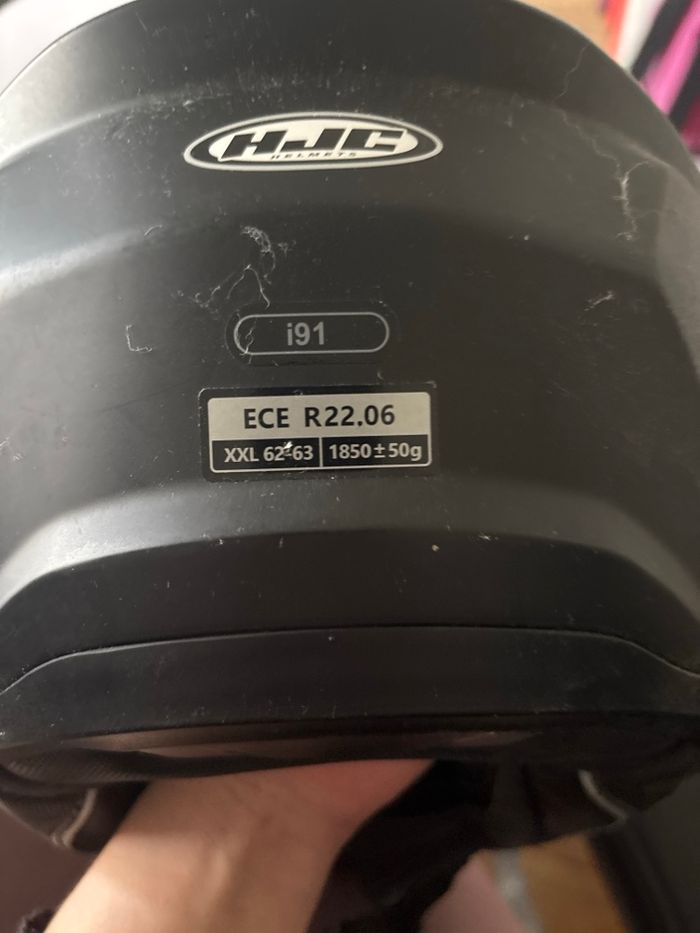 HJC
HELMETS
i91
ECE R22.06
XXL 62-63 1850±50g